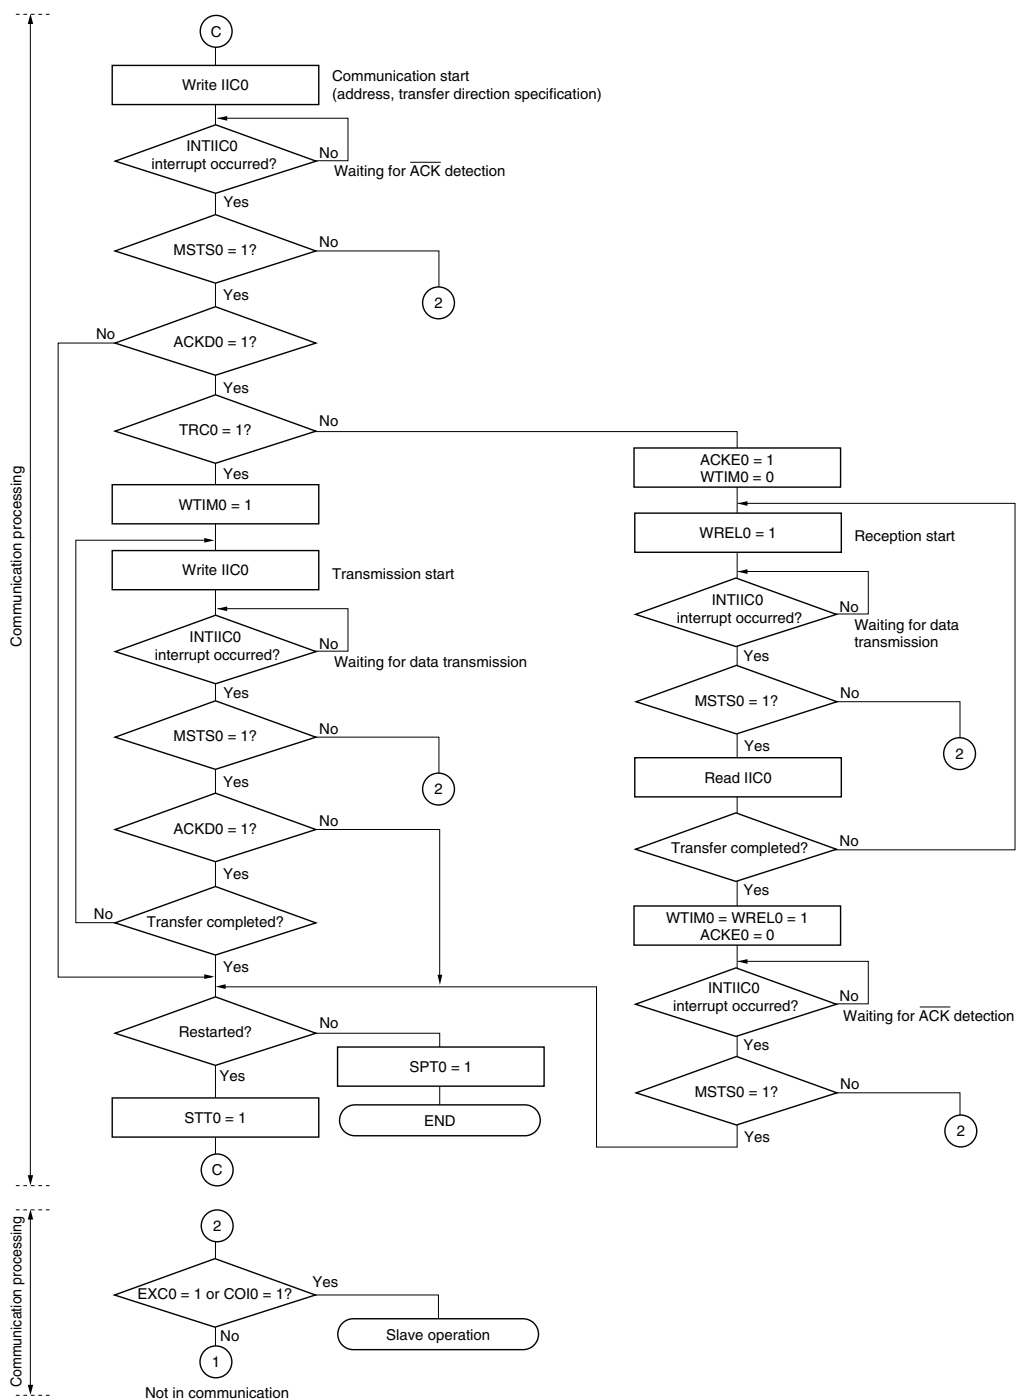 C
Write IIC0
Communication start
(address, transfer direction specification)
INTIIC0
interrupt occurred?
No
Waiting for ACK detection
Yes
MSTS0 = 1?
No
Yes
2
No
ACKD0 = 1?
Yes
TRC0 = 1?
No
Yes
WTIM0 = 1
Write IIC0
Transmission start
INTIIC0
interrupt occurred?
No
Waiting for data transmission
Yes
MSTS0 = 1?
No
Yes
2
ACKD0 = 1?
No
Yes
No
Transfer completed?
Yes
Restarted?
No
Yes
SPT0 = 1
END
STT0 = 1
C
ACKE0 = 1
WTIM0 = 0
WREL0 = 1
Reception start
INTIIC0
interrupt occurred?
No
Waiting for data
transmission
Yes
MSTS0 = 1?
No
Yes
2
Read IIC0
Transfer completed?
No
Yes
WTIM0 = WREL0 = 1
ACKE0 = 0
INTIIC0
interrupt occurred?
No
Waiting for ACK detection
Yes
MSTS0 = 1?
No
Yes
2
Communication processing
2
EXC0 = 1 or COI0 = 1?
Yes
Slave operation
No
1
Not in communication
Communication processing